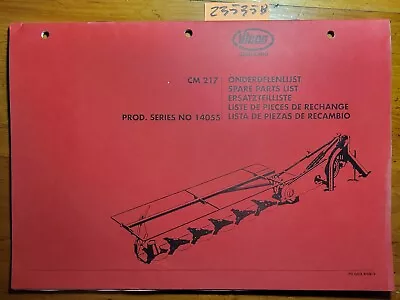 23535B
Vicon
CM 217
ONDERDELENLIJST
SPARE PARTS LIST
ERSATZTEILLISTE
LISTE DE PIECES DE RECHANGE
PROD. SERIES NO 14055
LISTA DE PIEZAS DE RECAMBIO